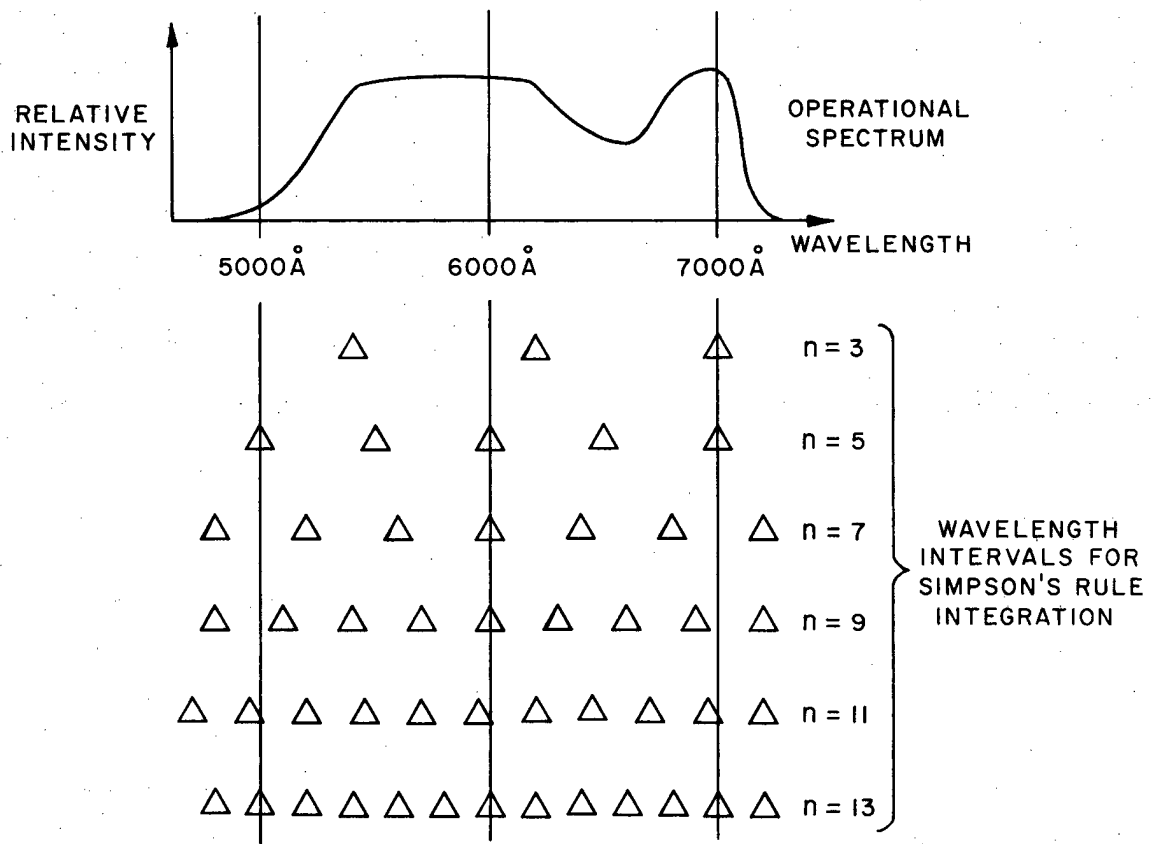 RELATIVE
INTENSITY
OPERATIONAL
SPECTRUM
WAVELENGTH
5000Å
6000Å
7000Å
n = 3
n = 5
n = 7
n = 9
n = 11
n = 13
WAVELENGTH
INTERVALS FOR
SIMPSON'S RULE
INTEGRATION